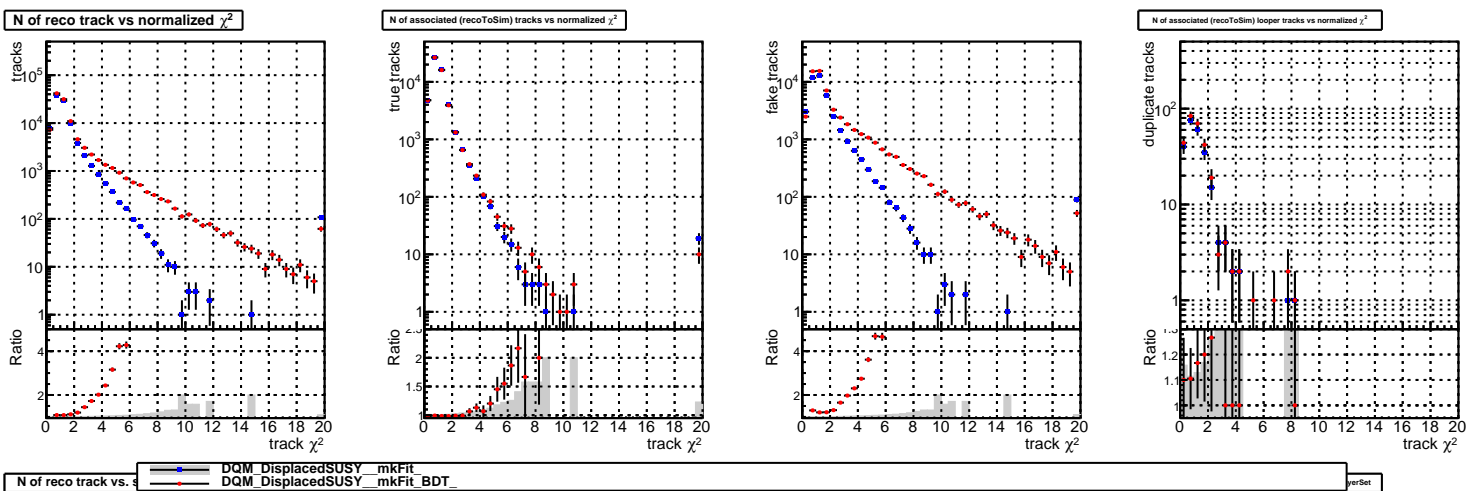 N of reco track vs normalized χ²
N of associated (recoToSim) tracks vs normalized χ²
N of associated (recoToSim) looper tracks vs normalized χ²
tracks
10⁵
10⁴
10³
10²
10
1
Ratio
4
2
0 2 4 6 8 10 12 14 16 18 20
track χ²
true tracks
10⁴
10³
10²
10
1
Ratio
2.5
2
1.5
1
0 2 4 6 8 10 12 14 16 18 20
track χ²
fake tracks
10⁴
10³
10²
10
1
Ratio
4
2
0 2 4 6 8 10 12 14 16 18 20
track χ²
duplicate tracks
10²
10
1
Ratio
1.3
1.2
1.1
1
0 2 4 6 8 10 12 14 16 18 20
track χ²
DQM_DisplacedSUSY__mkFit_
DQM_DisplacedSUSY__mkFit_BDT_
N of reco track vs. s
yerSet